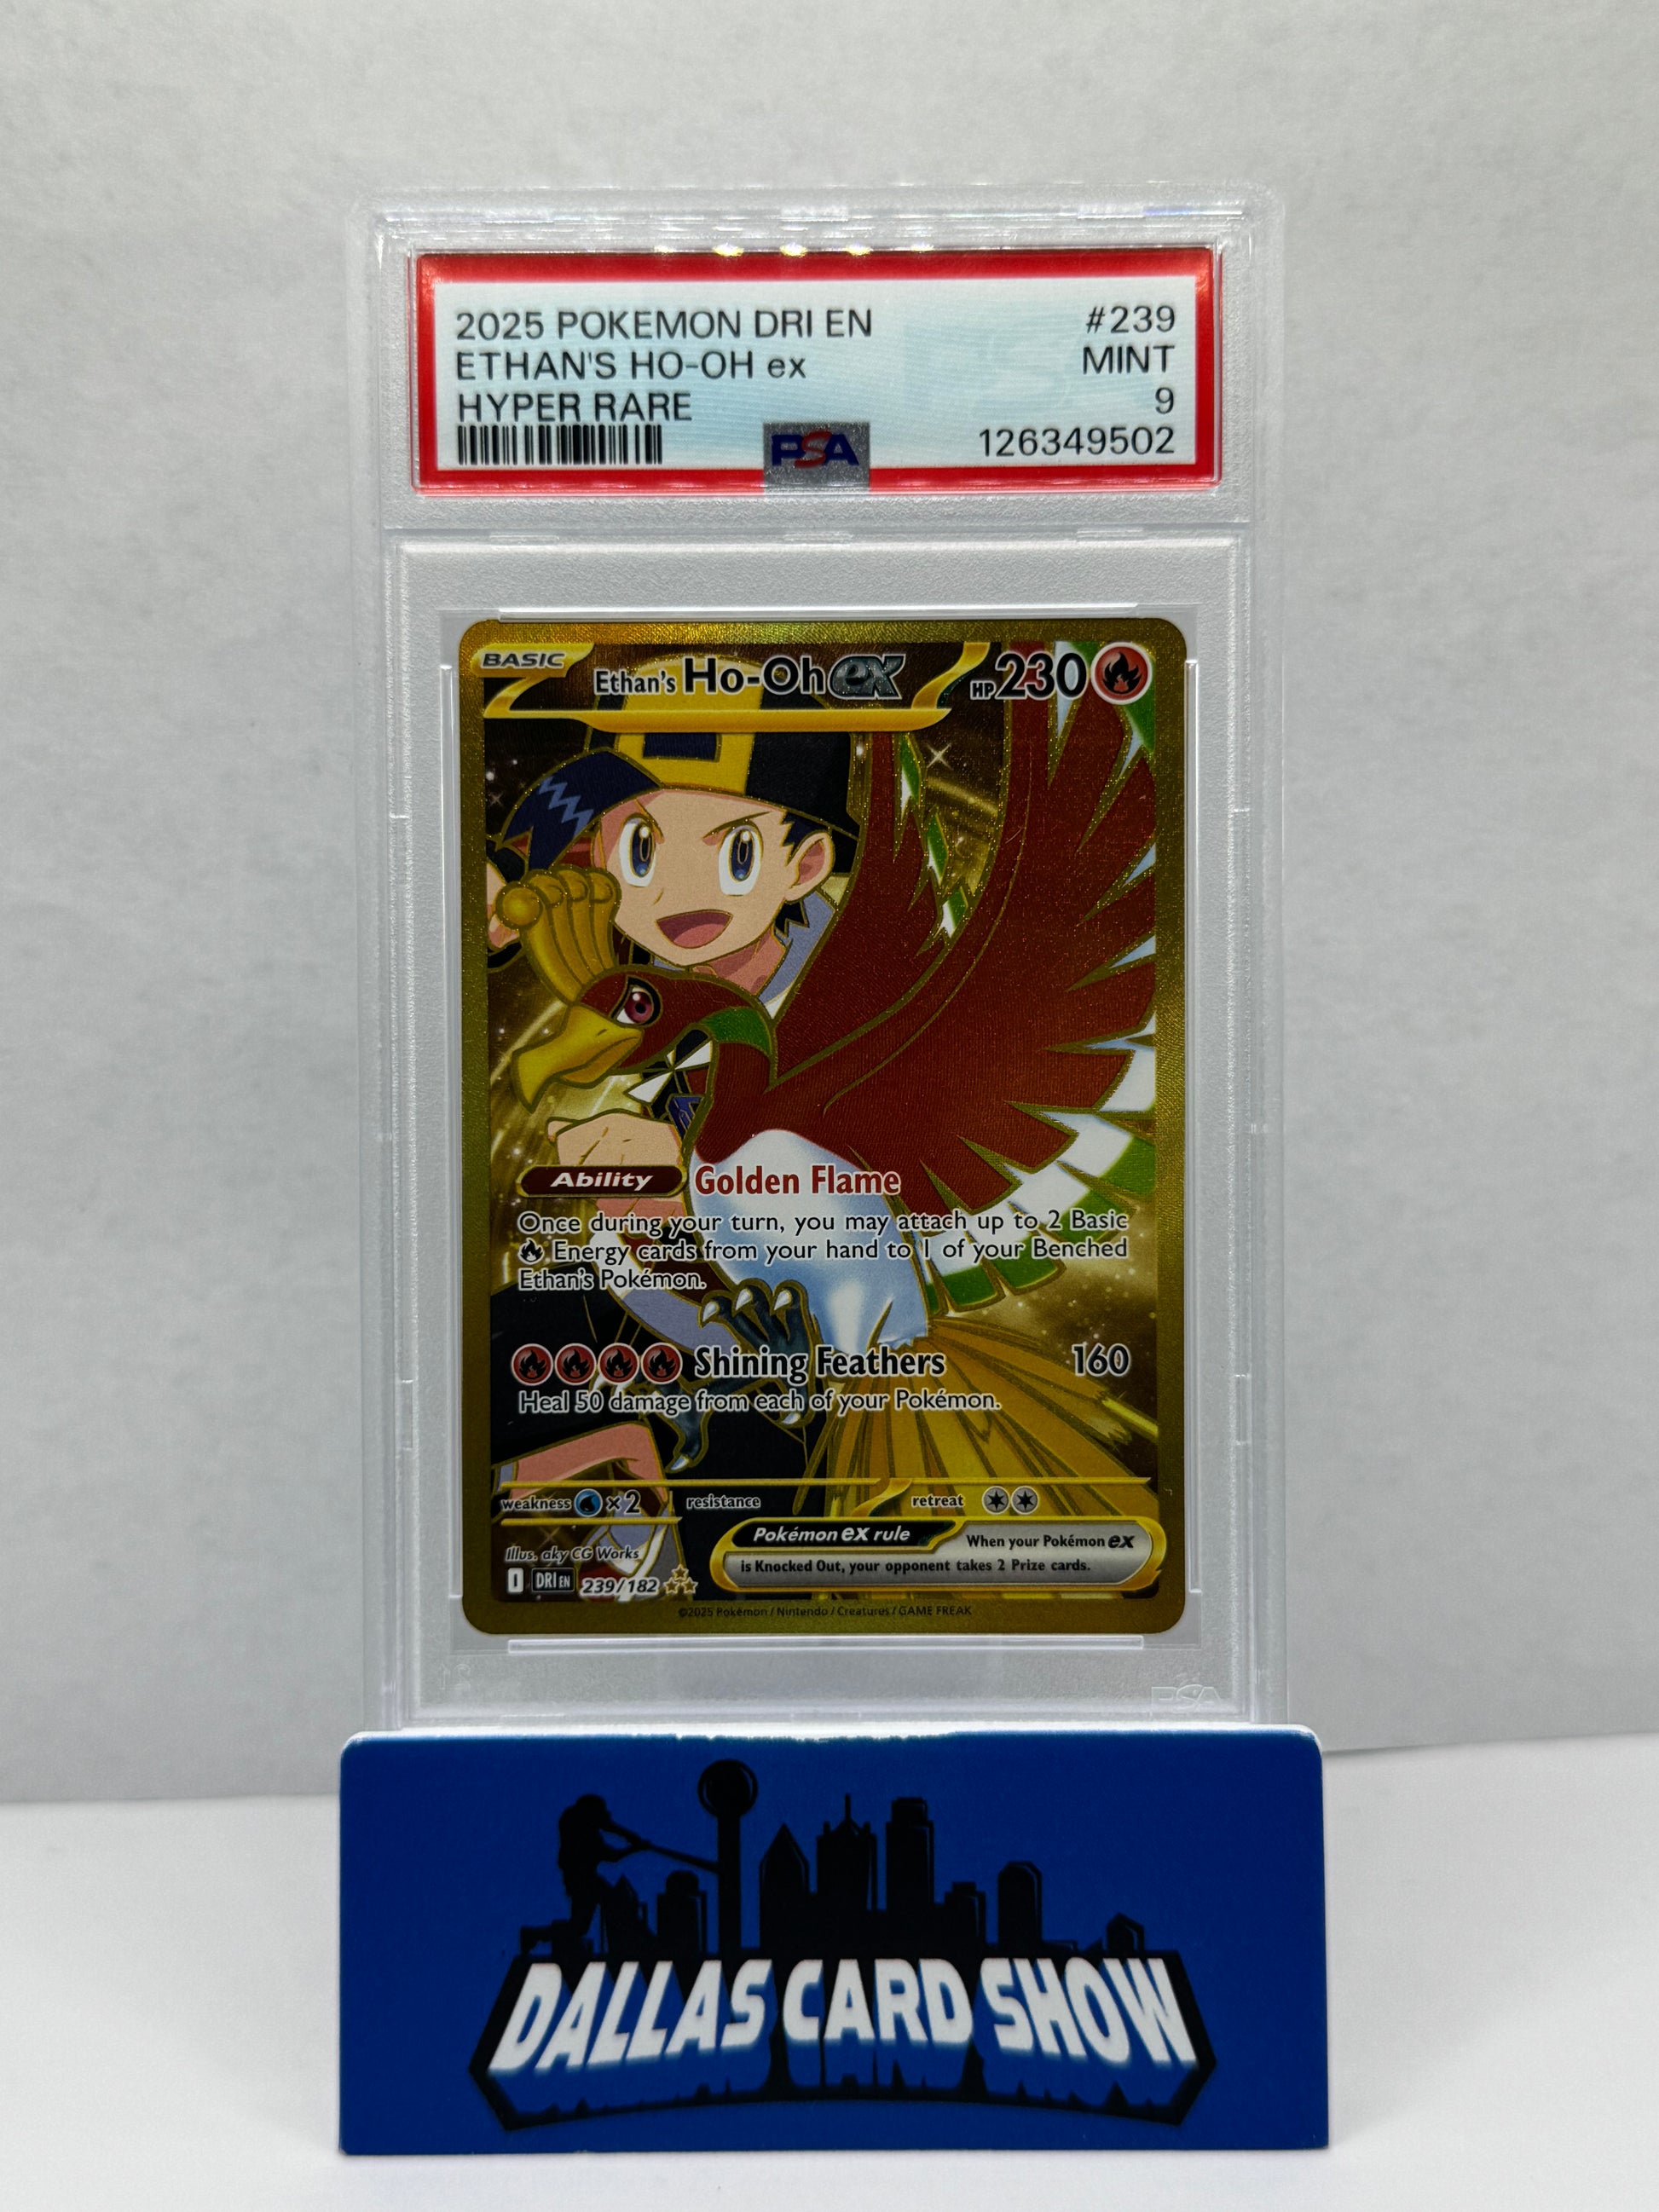 2025 POKEMON DRI EN #239
ETHAN'S HO-OH ex MINT
HYPER RARE 9
PSA 126349502
BASIC Ethan's Ho-Oh ex HP 230
Ability Golden Flame
Once during your turn, you may attach up to 2 Basic
Energy cards from your hand to 1 of your Benched
Ethan's Pokémon.
Shining Feathers 160
Heal 50 damage from each of your Pokémon.
weakness ×2 resistance retreat
Pokémon ex rule When your Pokémon ex
is Knocked Out, your opponent takes 2 Prize cards.
Illus. aky CG Works
I DRI EN 239/182
©2025 Pokémon / Nintendo / Creatures / GAME FREAK
PSA
DALLAS CARD SHOW